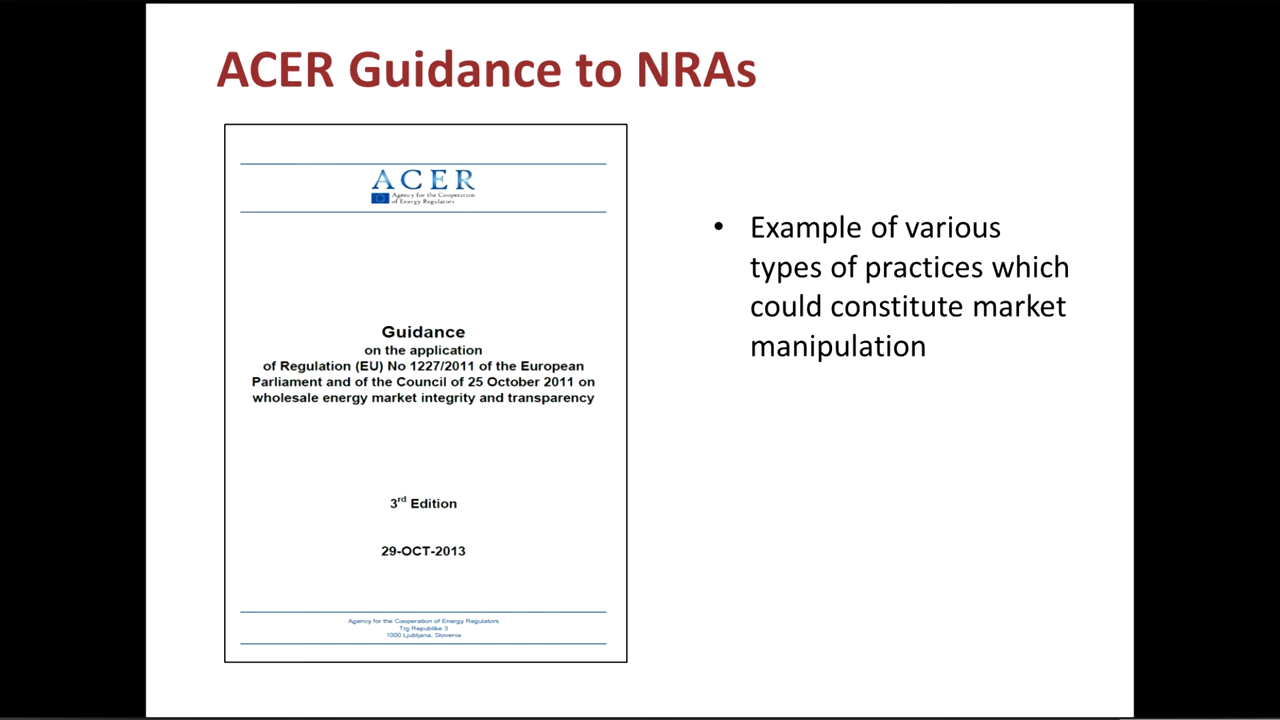 ACER Guidance to NRAs
ACER
Agency for the Cooperation
of Energy Regulators
Guidance
on the application
of Regulation (EU) No 1227/2011 of the European
Parliament and of the Council of 25 October 2011 on
wholesale energy market integrity and transparency
3rd Edition
29-OCT-2013
Agency for the Cooperation of Energy Regulators
Trg Republike 3
1000 Ljubljana, Slovenia
• Example of various
types of practices which
could constitute market
manipulation